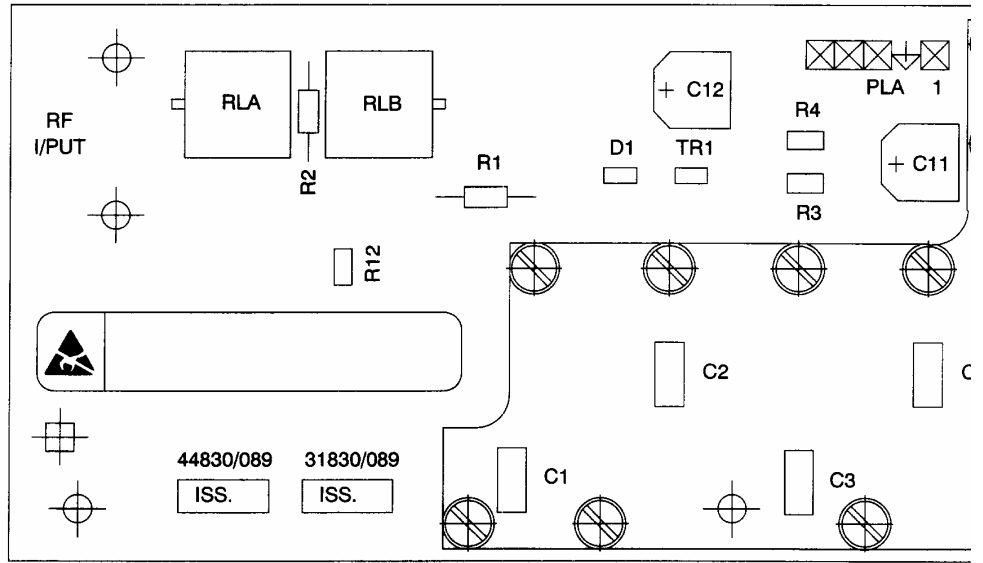 RLA
RLB
C12
PLA 1
RF
I/PUT
R4
D1
TR1
R1
R2
C11
R3
R12
C2
C
44830/089 31830/089
ISS. ISS.
C1
C3